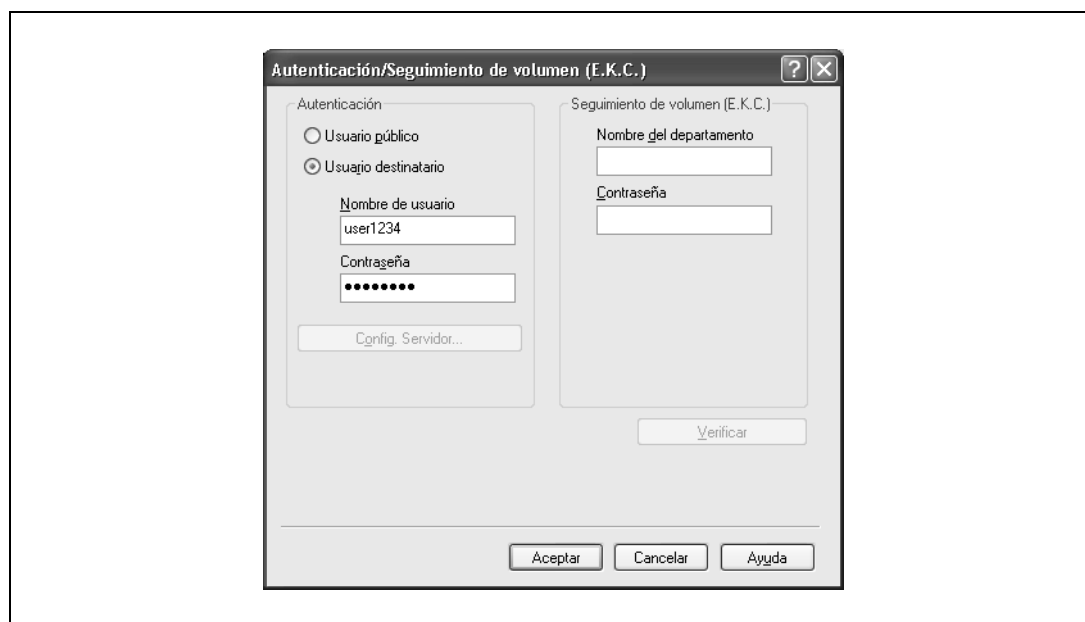 Autenticación/Seguimiento de volumen (E.K.C.)
Autenticación
Usuario público
Usuario destinatario
Nombre de usuario
user1234
Contraseña
••••••••
Config. Servidor...
Seguimiento de volumen (E.K.C.)
Nombre del departamento
Contraseña
Verificar
Aceptar
Cancelar
Ayuda